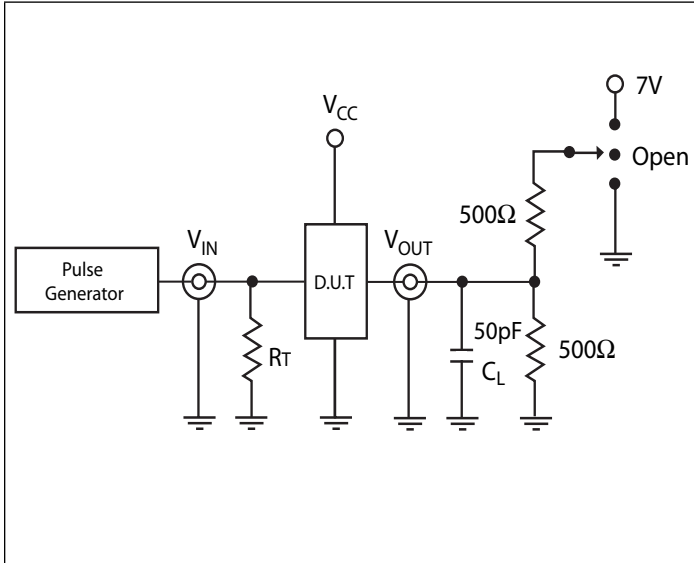 7V
VCC
Open
500Ω
VIN
VOUT
Pulse
Generator
D.U.T
50pF
500Ω
RT
CL